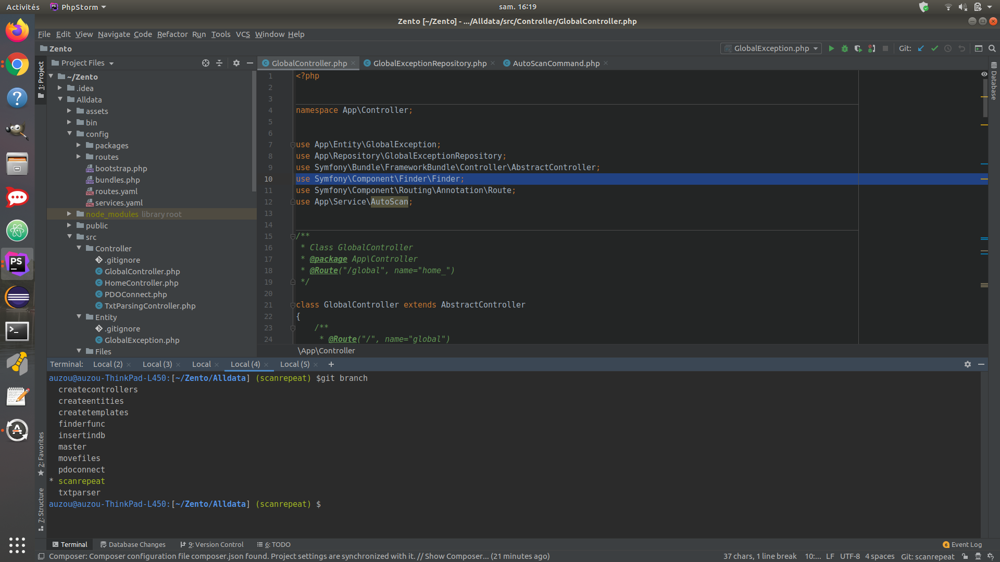 Activités PhpStorm sam. 16:19
Zento [~/Zento] - .../Alldata/src/Controller/GlobalController.php
File Edit View Navigate Code Refactor Run Tools VCS Window Help
Zento GlobalException.php Git:
Project Files
GlobalController.php GlobalExceptionRepository.php AutoScanCommand.php
1: Project
Database
~/Zento
.idea
Alldata
assets
bin
config
packages
routes
bootstrap.php
bundles.php
routes.yaml
services.yaml
node_modules library root
public
src
Controller
.gitignore
GlobalController.php
HomeController.php
PDOConnect.php
TxtParsingController.php
Entity
.gitignore
GlobalException.php
Files
1 <?php
2
3
4 namespace App\Controller;
5
6
7 use App\Entity\GlobalException;
8 use App\Repository\GlobalExceptionRepository;
9 use Symfony\Bundle\FrameworkBundle\Controller\AbstractController;
10 use Symfony\Component\Finder\Finder;
11 use Symfony\Component\Routing\Annotation\Route;
12 use App\Service\AutoScan;
13
14
15 /**
16 * Class GlobalController
17 * @package App\Controller
18 * @Route("/global", name="home_")
19 */
20
21 class GlobalController extends AbstractController
22 {
23 /**
24 * @Route("/", name="global")
\App\Controller
Terminal: Local (2) Local (3) Local Local (4) Local (5) +
auzou@auzou-ThinkPad-L450:[~/Zento/Alldata] (scanrepeat) $git branch
createcontrollers
createentities
createtemplates
finderfunc
insertindb
master
movefiles
pdoconnect
* scanrepeat
txtparser
auzou@auzou-ThinkPad-L450:[~/Zento/Alldata] (scanrepeat) $
2: Favorites
7: Structure
Terminal Database Changes 9: Version Control 6: TODO 6 Event Log
Composer: Composer configuration file composer.json found. Project settings are synchronized with it. // Show Composer... (21 minutes ago) 37 chars, 1 line break 10:... LF UTF-8 4 spaces Git: scanrepeat